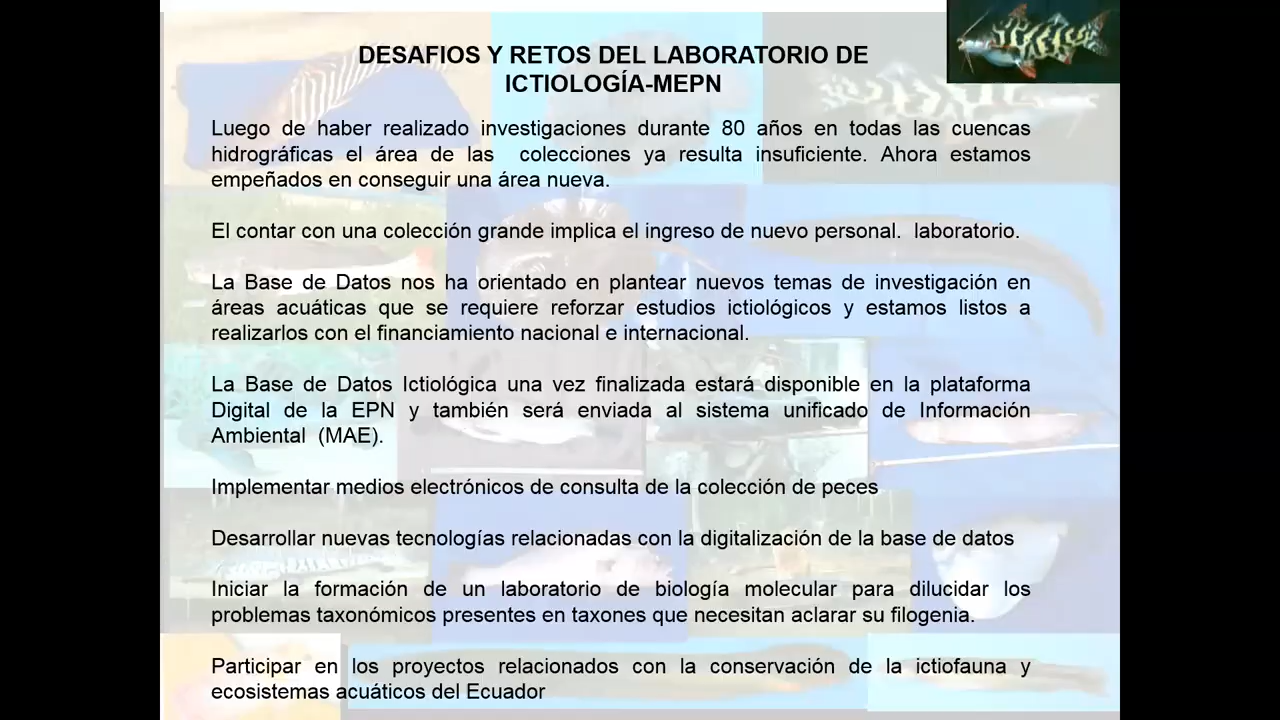 DESAFIOS Y RETOS DEL LABORATORIO DE
ICTIOLOGÍA-MEPN
Luego de haber realizado investigaciones durante 80 años en todas las cuencas
hidrográficas el área de las colecciones ya resulta insuficiente. Ahora estamos
empeñados en conseguir una área nueva.
El contar con una colección grande implica el ingreso de nuevo personal. laboratorio.
La Base de Datos nos ha orientado en plantear nuevos temas de investigación en
áreas acuáticas que se requiere reforzar estudios ictiológicos y estamos listos a
realizarlos con el financiamiento nacional e internacional.
La Base de Datos Ictiológica una vez finalizada estará disponible en la plataforma
Digital de la EPN y también será enviada al sistema unificado de Información
Ambiental (MAE).
Implementar medios electrónicos de consulta de la colección de peces
Desarrollar nuevas tecnologías relacionadas con la digitalización de la base de datos
Iniciar la formación de un laboratorio de biología molecular para dilucidar los
problemas taxonómicos presentes en taxones que necesitan aclarar su filogenia.
Participar en los proyectos relacionados con la conservación de la ictiofauna y
ecosistemas acuáticos del Ecuador